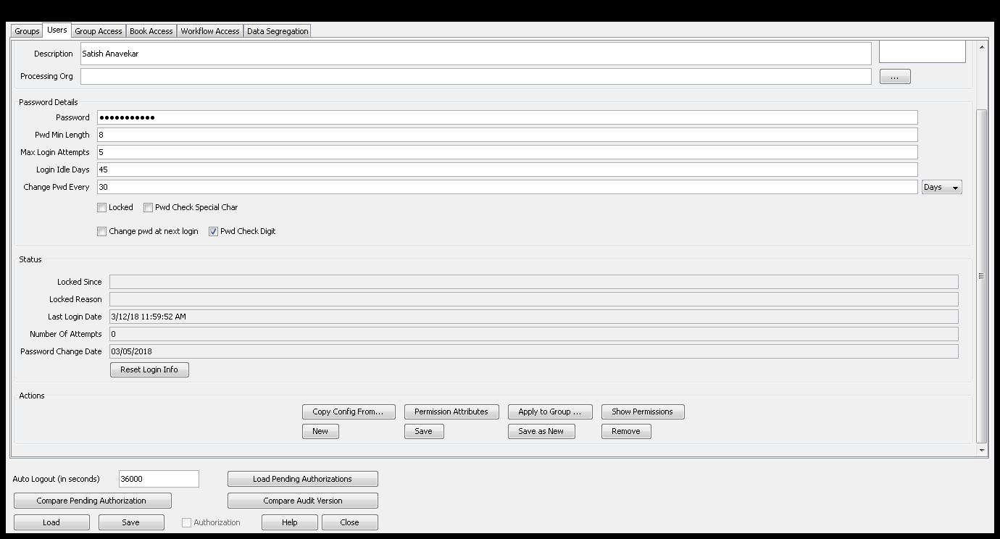 Groups Users Group Access Book Access Workflow Access Data Segregation
Description Satish Anavekar
Processing Org ...
Password Details
Password ●●●●●●●●●●●
Pwd Min Length 8
Max Login Attempts 5
Login Idle Days 45
Change Pwd Every 30 Days
Locked Pwd Check Special Char
Change pwd at next login Pwd Check Digit
Status
Locked Since
Locked Reason
Last Login Date 3/12/18 11:59:52 AM
Number Of Attempts 0
Password Change Date 03/05/2018
Reset Login Info
Actions
Copy Config From... Permission Attributes Apply to Group ... Show Permissions
New Save Save as New Remove
Auto Logout (in seconds) 36000 Load Pending Authorizations
Compare Pending Authorization Compare Audit Version
Load Save Authorization Help Close